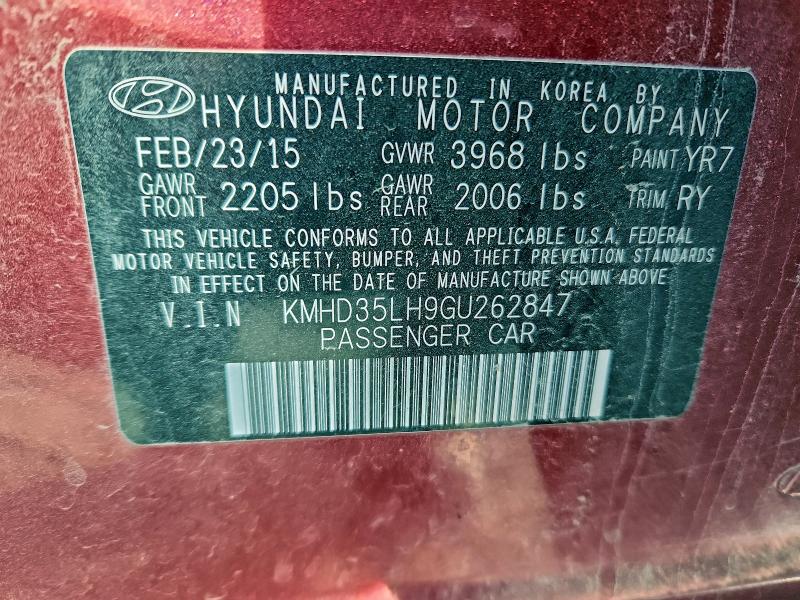 MANUFACTURED IN KOREA BY
HYUNDAI MOTOR COMPANY
FEB/23/15 GVWR 3968 lbs PAINT YR7
GAWR FRONT 2205 lbs GAWR REAR 2006 lbs TRIM RY
THIS VEHICLE CONFORMS TO ALL APPLICABLE U.S.A. FEDERAL
MOTOR VEHICLE SAFETY, BUMPER, AND THEFT PREVENTION STANDARDS
IN EFFECT ON THE DATE OF MANUFACTURE SHOWN ABOVE
V.I.N KMHD35LH9GU262847
PASSENGER CAR